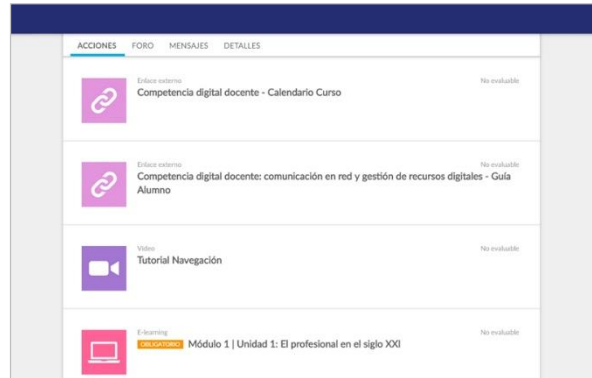 ACCIONES FORO MENSAJES DETALLES
Enlace externo No evaluable
Competencia digital docente - Calendario Curso
Enlace externo No evaluable
Competencia digital docente: comunicación en red y gestión de recursos digitales - Guía
Alumno
Vídeo No evaluable
Tutorial Navegación
E-learning No evaluable
OBLIGATORIO Módulo 1 | Unidad 1: El profesional en el siglo XXI